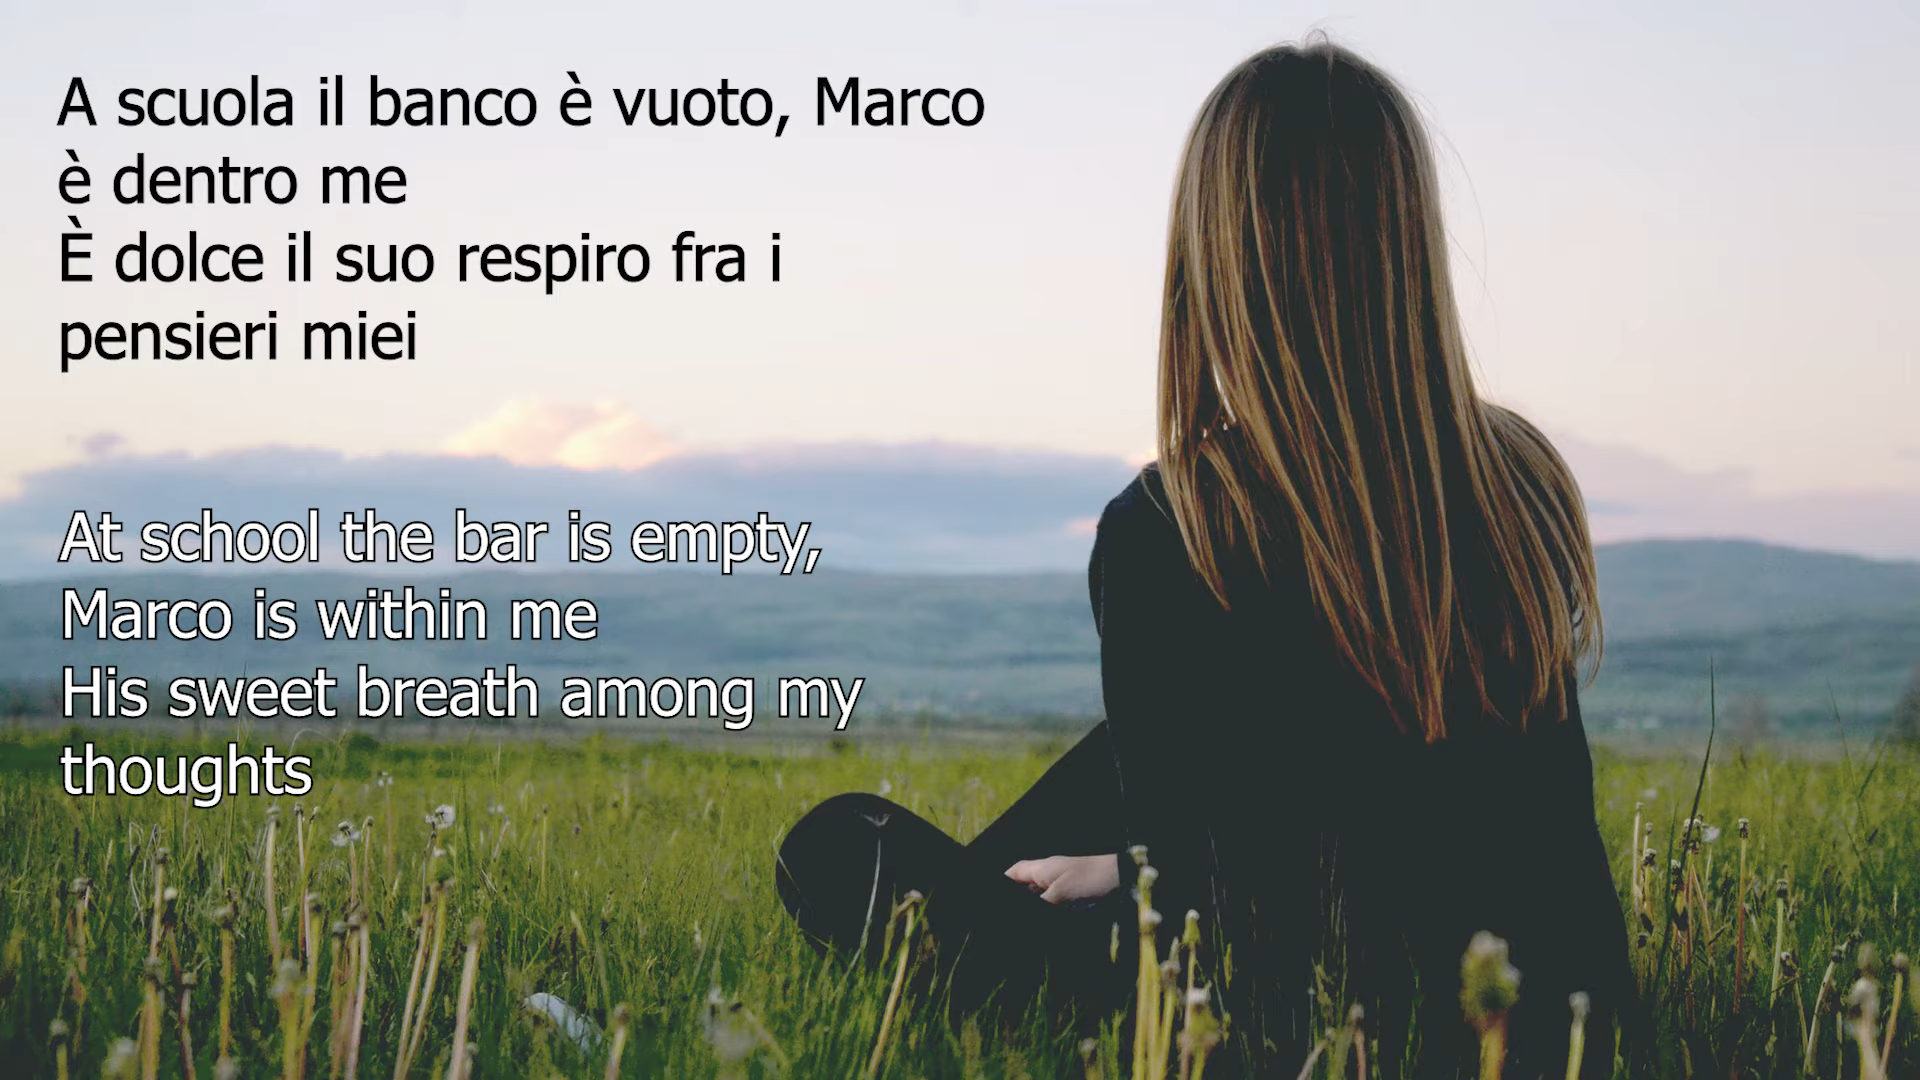 A scuola il banco è vuoto, Marco
è dentro me
È dolce il suo respiro fra i
pensieri miei
At school the bar is empty,
Marco is within me
His sweet breath among my
thoughts